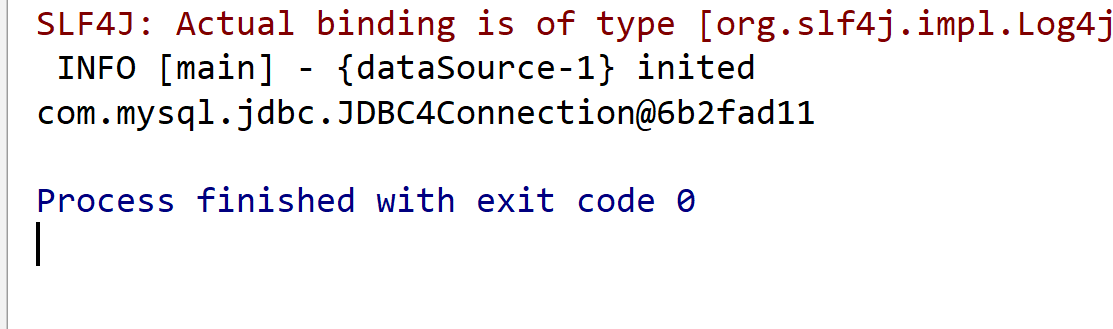 SLF4J: Actual binding is of type [org.slf4j.impl.Log4j
INFO [main] - {dataSource-1} inited
com.mysql.jdbc.JDBC4Connection@6b2fad11
Process finished with exit code 0